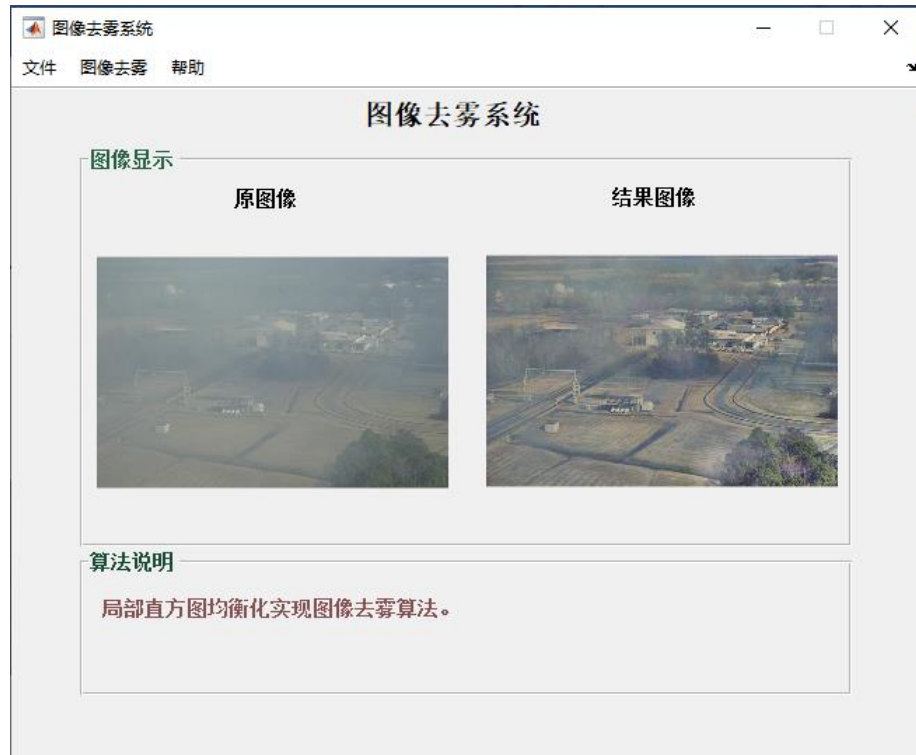 图像去雾系统
文件 图像去雾 帮助
图像去雾系统
图像显示
原图像 结果图像
算法说明
局部直方图均衡化实现图像去雾算法。